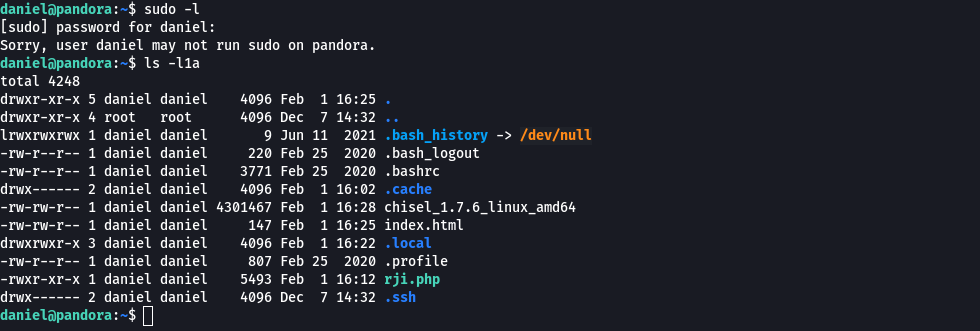 daniel@pandora:~$ sudo -l
[sudo] password for daniel:
Sorry, user daniel may not run sudo on pandora.
daniel@pandora:~$ ls -l1a
total 4248
drwxr-xr-x 5 daniel daniel    4096 Feb  1 16:25 .
drwxr-xr-x 4 root   root      4096 Dec  7 14:32 ..
lrwxrwxrwx 1 daniel daniel       9 Jun 11  2021 .bash_history -> /dev/null
-rw-r--r-- 1 daniel daniel     220 Feb 25  2020 .bash_logout
-rw-r--r-- 1 daniel daniel    3771 Feb 25  2020 .bashrc
drwx------ 2 daniel daniel    4096 Feb  1 16:02 .cache
-rw-rw-r-- 1 daniel daniel 4301467 Feb  1 16:28 chisel_1.7.6_linux_amd64
-rw-rw-r-- 1 daniel daniel     147 Feb  1 16:25 index.html
drwxrwxr-x 3 daniel daniel    4096 Feb  1 16:22 .local
-rw-r--r-- 1 daniel daniel     807 Feb 25  2020 .profile
-rwxr-xr-x 1 daniel daniel    5493 Feb  1 16:12 rji.php
drwx------ 2 daniel daniel    4096 Dec  7 14:32 .ssh
daniel@pandora:~$